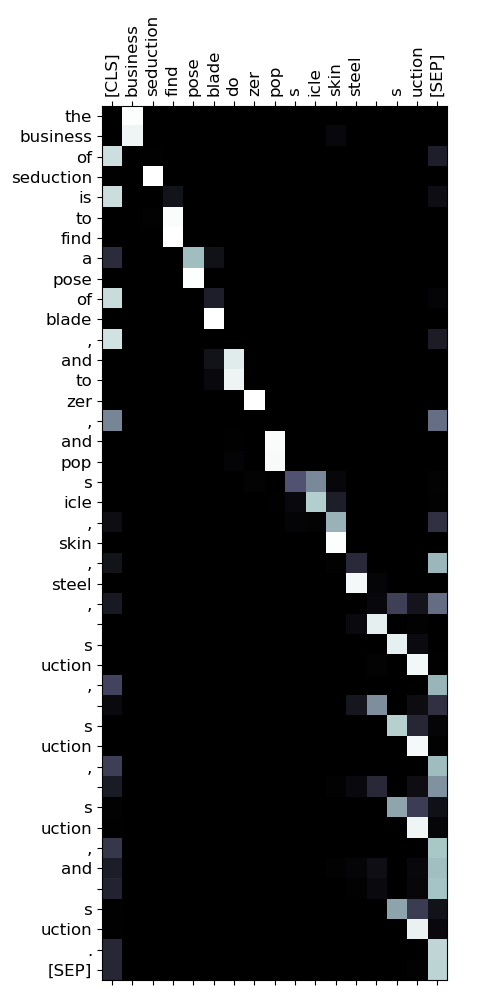 [CLS]
business
seduction
find
pose
blade
do
zer
pop
s
icle
skin
steel
s
uction
[SEP]
the
business
of
seduction
is
to
find
a
pose
of
blade
,
and
to
zer
,
and
pop
s
icle
,
skin
,
steel
,
s
uction
,
s
uction
,
s
uction
,
and
s
uction
.
[SEP]